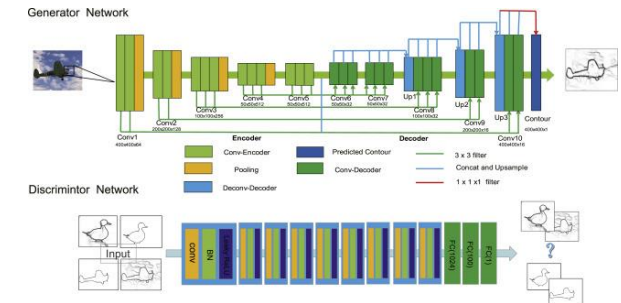 Generator Network
Conv1
400x400x64
Conv2
200x200x128
Conv3
100x100x256
Conv4
50x50x512
Conv5
50x50x512
Conv6
50x50x32
Conv7
50x50x32
Up1
Conv8
100x100x32
Up2
Conv9
200x200x16
Up3
Conv10
400x400x16
Contour
400x400x1
Encoder
Decoder
Conv-Encoder
Predicted Contour
3 x 3 filter
Pooling
Conv-Decoder
Concat and Upsample
Deconv-Decoder
1 x 1 x1 filter
Discrimintor Network
Input
CONV
BN
FC(1024)
FC(100)
FC(1)
?